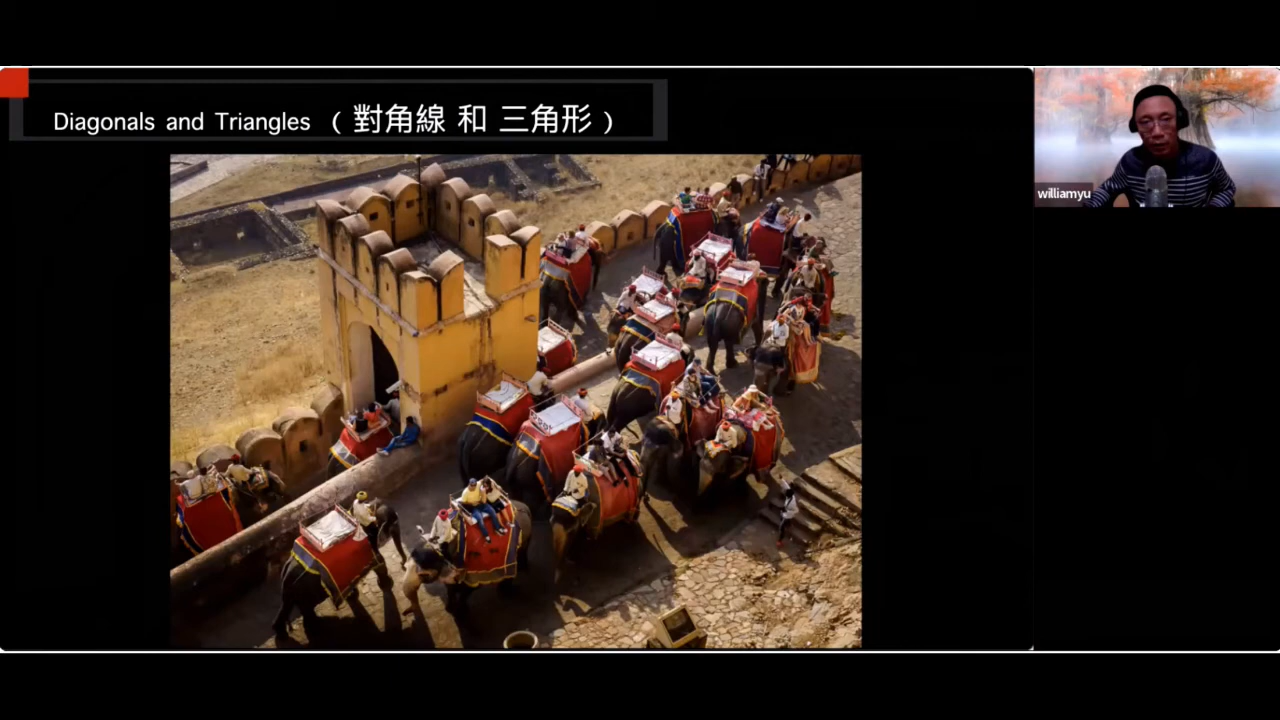 Diagonals and Triangles ( 對角線 和 三角形 )
williamyu